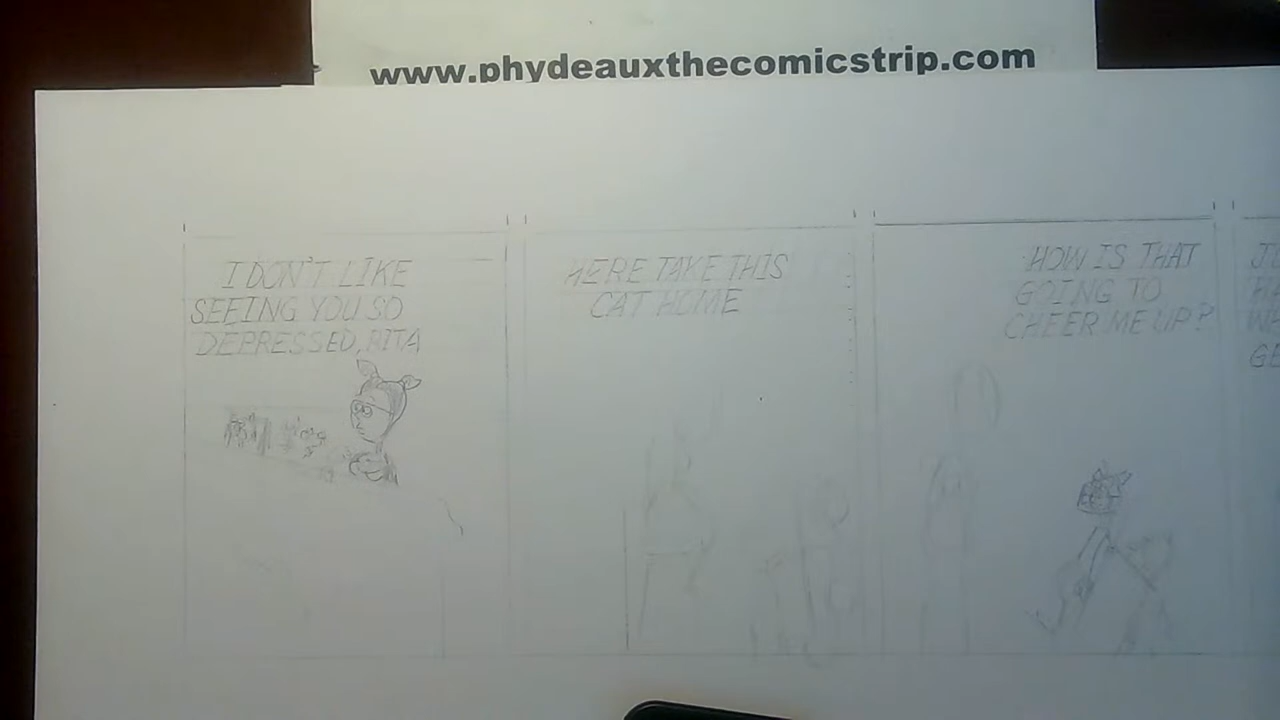 www.phydeauxthecomicstrip.com
I DON'T LIKE
SEEING YOU SO
DEPRESSED, RITA
HERE TAKE THIS
CAT HOME
HOW IS THAT
GOING TO
CHEER ME UP?
GE